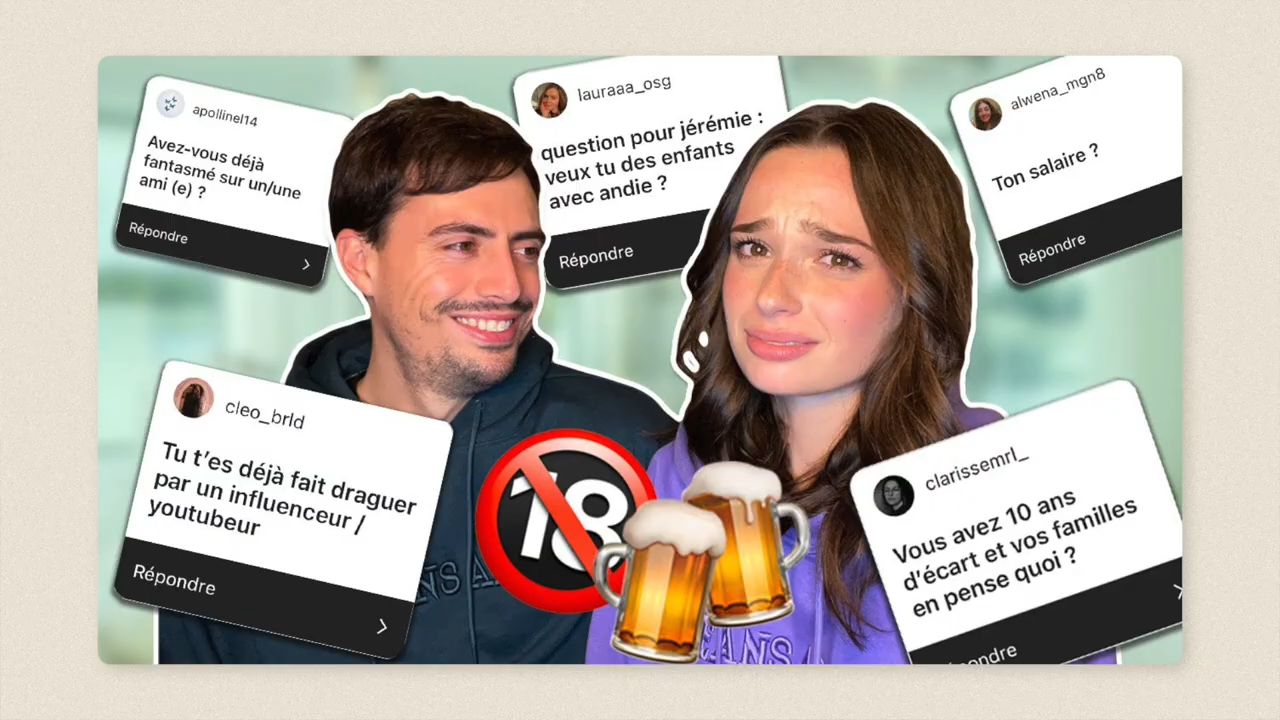 apollinel14
Avez-vous déjà
fantasmé sur un/une
ami (e) ?
Répondre
lauraaa_osg
question pour jérémie :
veux tu des enfants
avec andie ?
Répondre
alwena_mgn8
Ton salaire ?
Répondre
cleo_brld
Tu t'es déjà fait draguer
par un influenceur /
youtubeur
Répondre
18
clarissemrl_
Vous avez 10 ans
d'écart et vos familles
en pense quoi ?